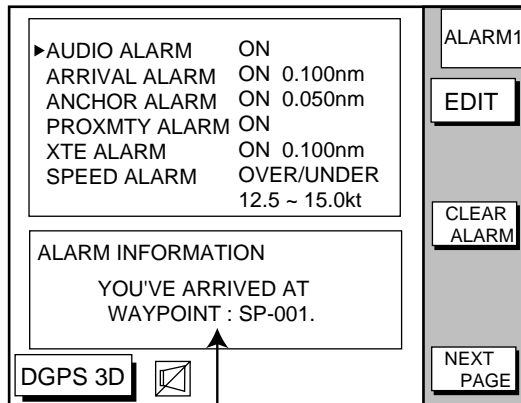 ▶AUDIO ALARM ON
ARRIVAL ALARM ON 0.100nm
ANCHOR ALARM ON 0.050nm
PROXMTY ALARM ON
XTE ALARM ON 0.100nm
SPEED ALARM OVER/UNDER
12.5 ~ 15.0kt
ALARM INFORMATION
YOU'VE ARRIVED AT
WAYPOINT : SP-001.
DGPS 3D
ALARM1
EDIT
CLEAR
ALARM
NEXT
PAGE